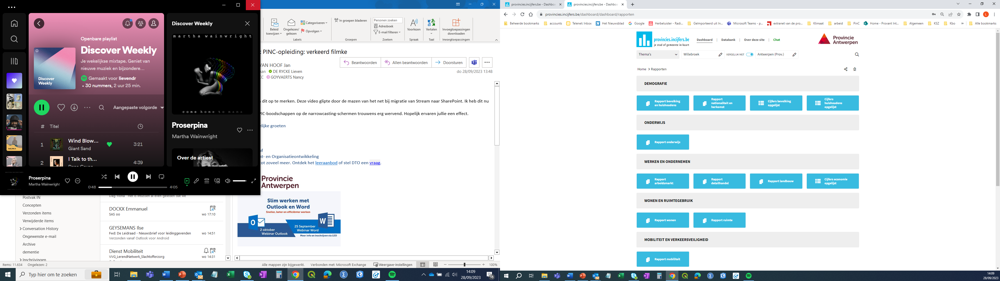 Discover Weekly
Openbare playlist
Discover Weekly
Je wekelijkse mixtape. Geniet van
nieuwe muziek en bijzondere...
Gemaakt voor lievendr
• 30 nummers, 2 uur 25 min.
Discover
Weekly
Aangepaste volgorde
# Titel
1 Wind Blow... 3:21
Giant Sand
2 I Talk to th... 4:39
martha wainwright
come home to mama
Proserpina
Martha Wainwright
Over de artiest
Proserpina
Martha Wainwright
0:48 4:05
Beleid
toewijzen
Ongelezen/
gelezen
Categoriseren
Opvolgen
Labels
In groepen bladeren
Groepen
Personen zoeken
Adresboek
E-mail filteren
Zoeken
Voorlezen
Spraak
Vertalen
Taal
Invoegtoepassingen
downloaden
Invoegtoepassingen
: PINC-opleiding: verkeerd filmke
VAN HOOF Jan
Beantwoorden
Allen beantwoorden
Doorsturen
Aan DE RYCKE Lieven
do 28/09/2023 13:48
CC GOYVAERTS Nancy
dit op te merken. Deze video glipte door de mazen van het net bij migratie van Stream naar SharePoint. Ik heb dit nu
PIC-boodschappen op de narrowcasting-schermen trouwens erg wervend. Hopelijk ervaren jullie een effect.
elijke groeten
of
nt- en Organisatieontwikkeling
tot zoveel meer. Ontdek het leeraanbod of stel DTO een vraag.
Provincie
Antwerpen
Slim werken met
Outlook en Word
Sneller, beter en efficiënter werken
25 September
Webinar Word
2 oktober
Webinar Outlook
Meer info en inschrijven via LEO
Postvak IN
Concepten
Verzonden items
Verwijderde items
Conversation History
Ongewenste e-mail
Archive
dementie
Inschrijvingen
DOCKX Emmanuel
SAS oo wo 17:10
GEYSEMANS Ilse
Fwd: De Leidraad - Nieuwsbrief voor leidinggevenden wo 14:51
Verzonden vanaf Outlook voor Android
Dienst Mobiliteit
VVG_LerendNetwerk_Slachtofferzorg wo 14:31
Items: 11.634 Ongelezen: 2
Alle mappen zijn bijgewerkt. Verbonden met: Microsoft Exchange Weergave-instellingen 100%
Typ hier om te zoeken
14:09
28/09/2023
18
provincies.incijfers.be - Dashbo
provincies.incijfers.be - Dashbo
provincies.incijfers.be/dashboard/dashboard/rapporten
L
Beheerde bookmarks
accounts
Telenet: Inbox
Het Nieuwsblad
Google
Herbeluister - Radi...
Geïmporteerd uit In...
Microsoft Teams - p...
extranet van de pro...
Klimaat
arbeid
PinC
Home - Provant Int...
Algemeen
KSZ
Kbo
»
Alle bookmarks
provincies.incijfers.be
je stad of gemeente in kaart
Dashboard | Databank | Over deze site | Chat
Provincie
Antwerpen
Thema's
Willebroek
VERGELIJK MET
Antwerpen (Prov.)
Home > Rapporten
DEMOGRAFIE
Rapport bevolking
en huishoudens
Rapport
nationaliteit en
herkomst
Cijfers bevolking
opgelijst
Cijfers
huishoudens
opgelijst
ONDERWIJS
Rapport onderwijs
WERKEN EN ONDERNEMEN
Rapport
arbeidsmarkt
Rapport
detailhandel
Rapport landbouw
Cijfers economie
opgelijst
WONEN EN RUIMTEGEBRUIK
Rapport wonen
Rapport ruimte
MOBILITEIT EN VERKEERSVEILIGHEID
Rapport mobiliteit
14:09
28/09/2023